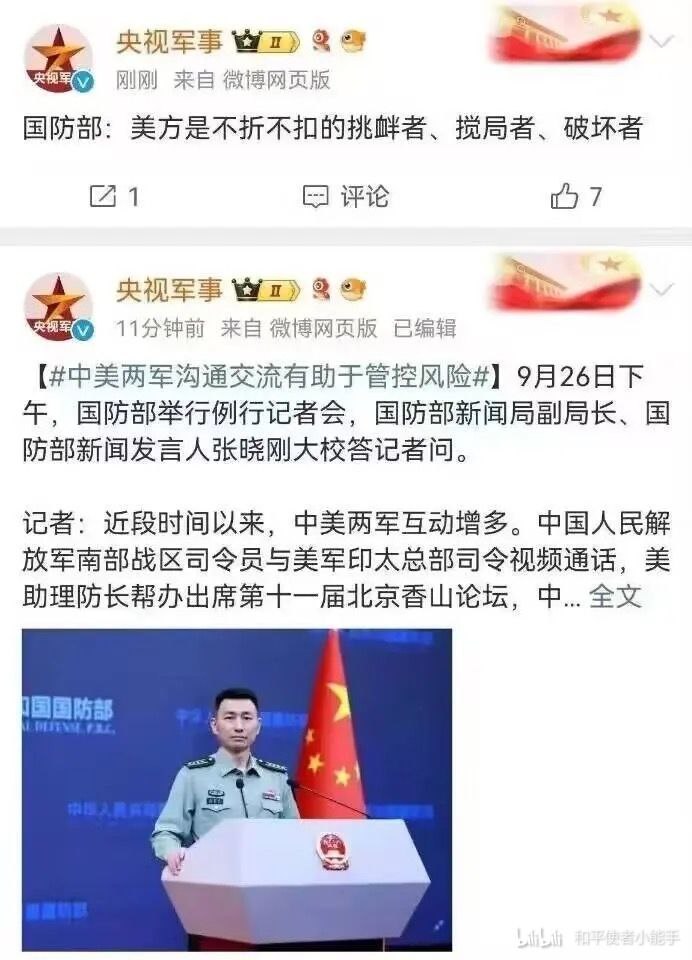 央视军事 II
刚刚 来自 微博网页版
央视军
国防部：美方是不折不扣的挑衅者、搅局者、破坏者
1 评论 7
央视军事 II
11分钟前 来自 微博网页版 已编辑
央视军
【#中美两军沟通交流有助于管控风险#】9月26日下
午，国防部举行例行记者会，国防部新闻局副局长、国
防部新闻发言人张晓刚大校答记者问。
记者：近段时间以来，中美两军互动增多。中国人民解
放军南部战区司令员与美军印太总部司令视频通话，美
助理防长帮办出席第十一届北京香山论坛，中... 全文
和国国防部
AL DEFENSE, P.R.C.
中华人民
中华人民共和
国国防部
bilibili 和平使者小能手